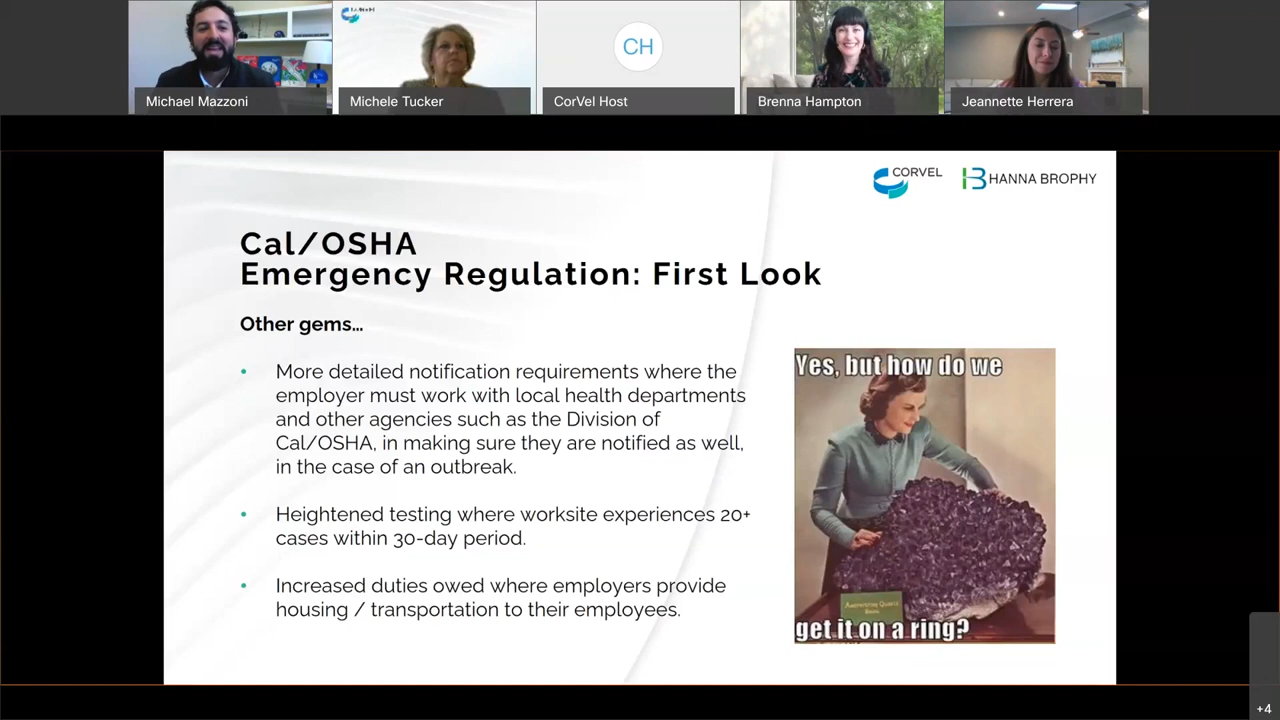 Michael Mazzoni
Michele Tucker
CH
CorVel Host
Brenna Hampton
Jeannette Herrera
CORVEL
HANNA BROPHY
Cal/OSHA
Emergency Regulation: First Look
Other gems...
• More detailed notification requirements where the
employer must work with local health departments
and other agencies such as the Division of
Cal/OSHA, in making sure they are notified as well,
in the case of an outbreak.
• Heightened testing where worksite experiences 20+
cases within 30-day period.
• Increased duties owed where employers provide
housing / transportation to their employees.
Yes, but how do we
get it on a ring?
+4